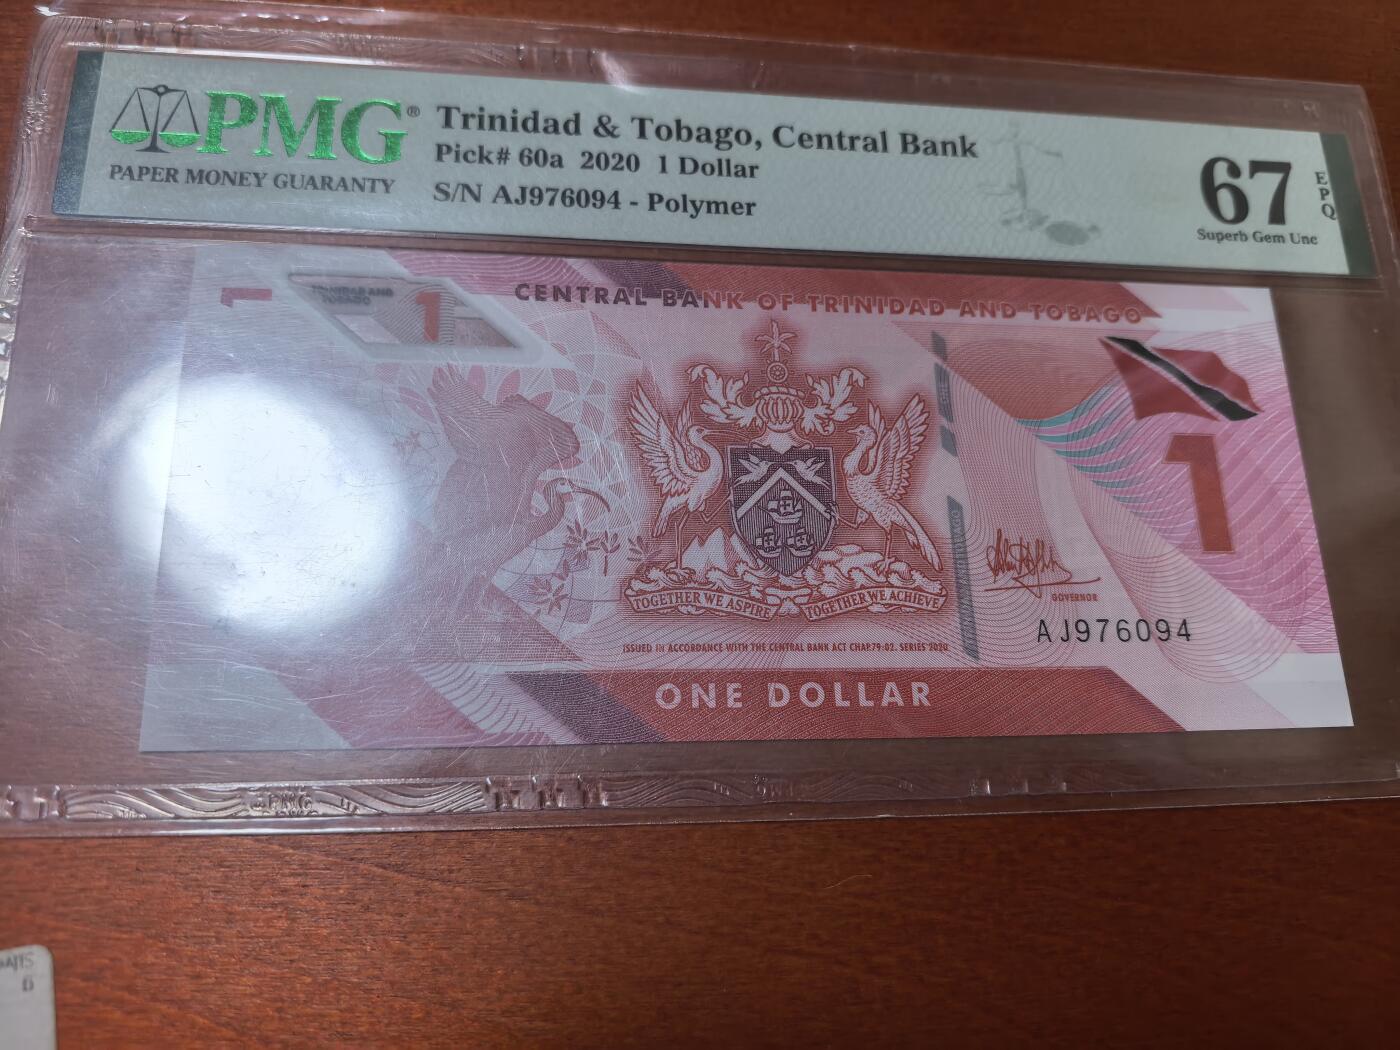 PMG®
PAPER MONEY GUARANTY
Trinidad & Tobago, Central Bank
Pick# 60a 2020 1 Dollar
S/N AJ976094 - Polymer
67
EPQ
Superb Gem Unc
1
TRINIDAD AND
TOBAGO
1
CENTRAL BANK OF TRINIDAD AND TOBAGO
1
TOGETHER WE ASPIRE TOGETHER WE ACHIEVE
GOVERNOR
AJ976094
ISSUED IN ACCORDANCE WITH THE CENTRAL BANK ACT CHAP.79:02. SERIES 2020
ONE DOLLAR
PMG